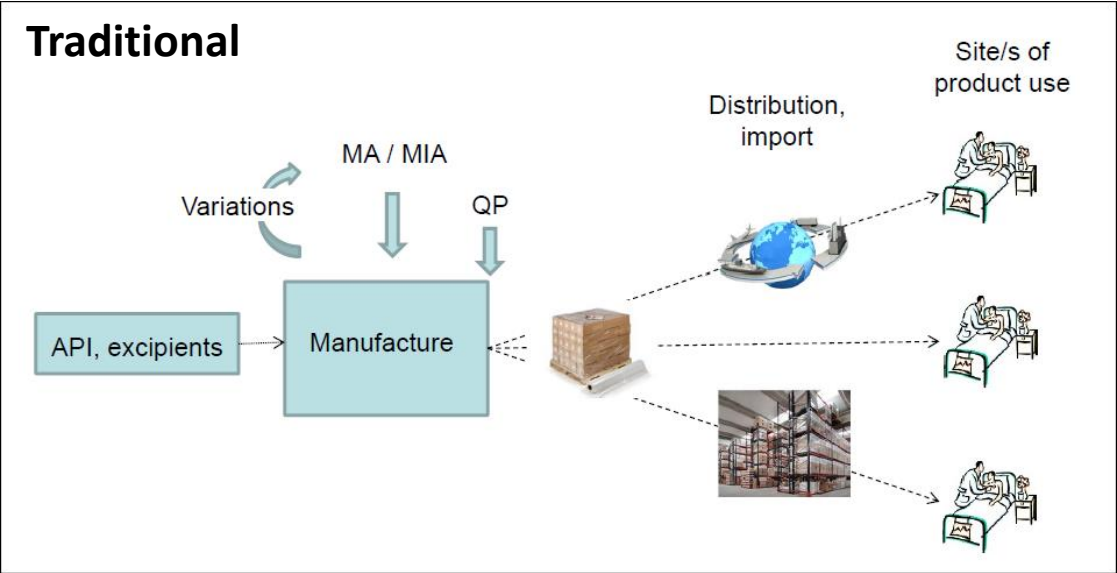 Traditional
Site/s of
product use
Distribution,
import
MA / MIA
Variations
QP
API, excipients
Manufacture